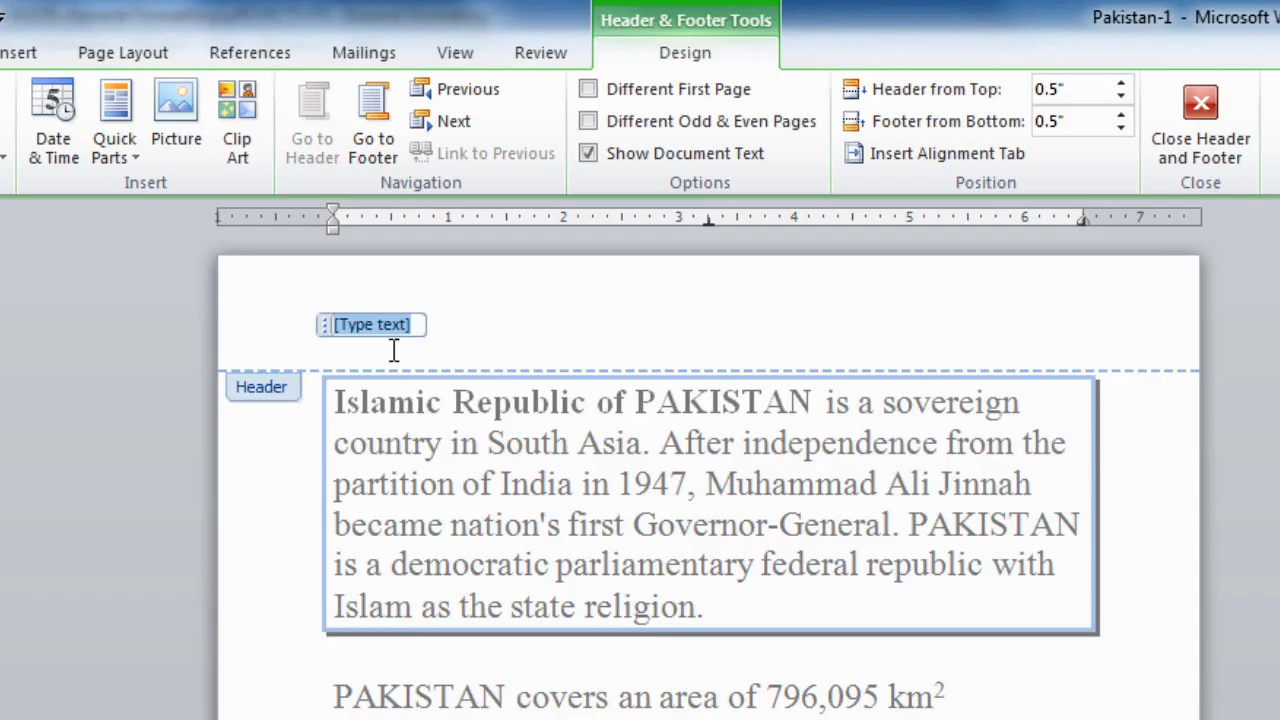 Header & Footer Tools
Pakistan-1 - Microsoft
nsert Page Layout References Mailings View Review Design
Date & Time
Quick Parts
Picture
Clip Art
Insert
Go to Header
Go to Footer
Previous
Next
Link to Previous
Navigation
Different First Page
Different Odd & Even Pages
Show Document Text
Options
Header from Top: 0.5"
Footer from Bottom: 0.5"
Insert Alignment Tab
Position
Close Header and Footer
Close
1 1 2 3 4 5 6 7
[Type text]
Header
Islamic Republic of PAKISTAN is a sovereign
country in South Asia. After independence from the
partition of India in 1947, Muhammad Ali Jinnah
became nation's first Governor-General. PAKISTAN
is a democratic parliamentary federal republic with
Islam as the state religion.
PAKISTAN covers an area of 796,095 km²